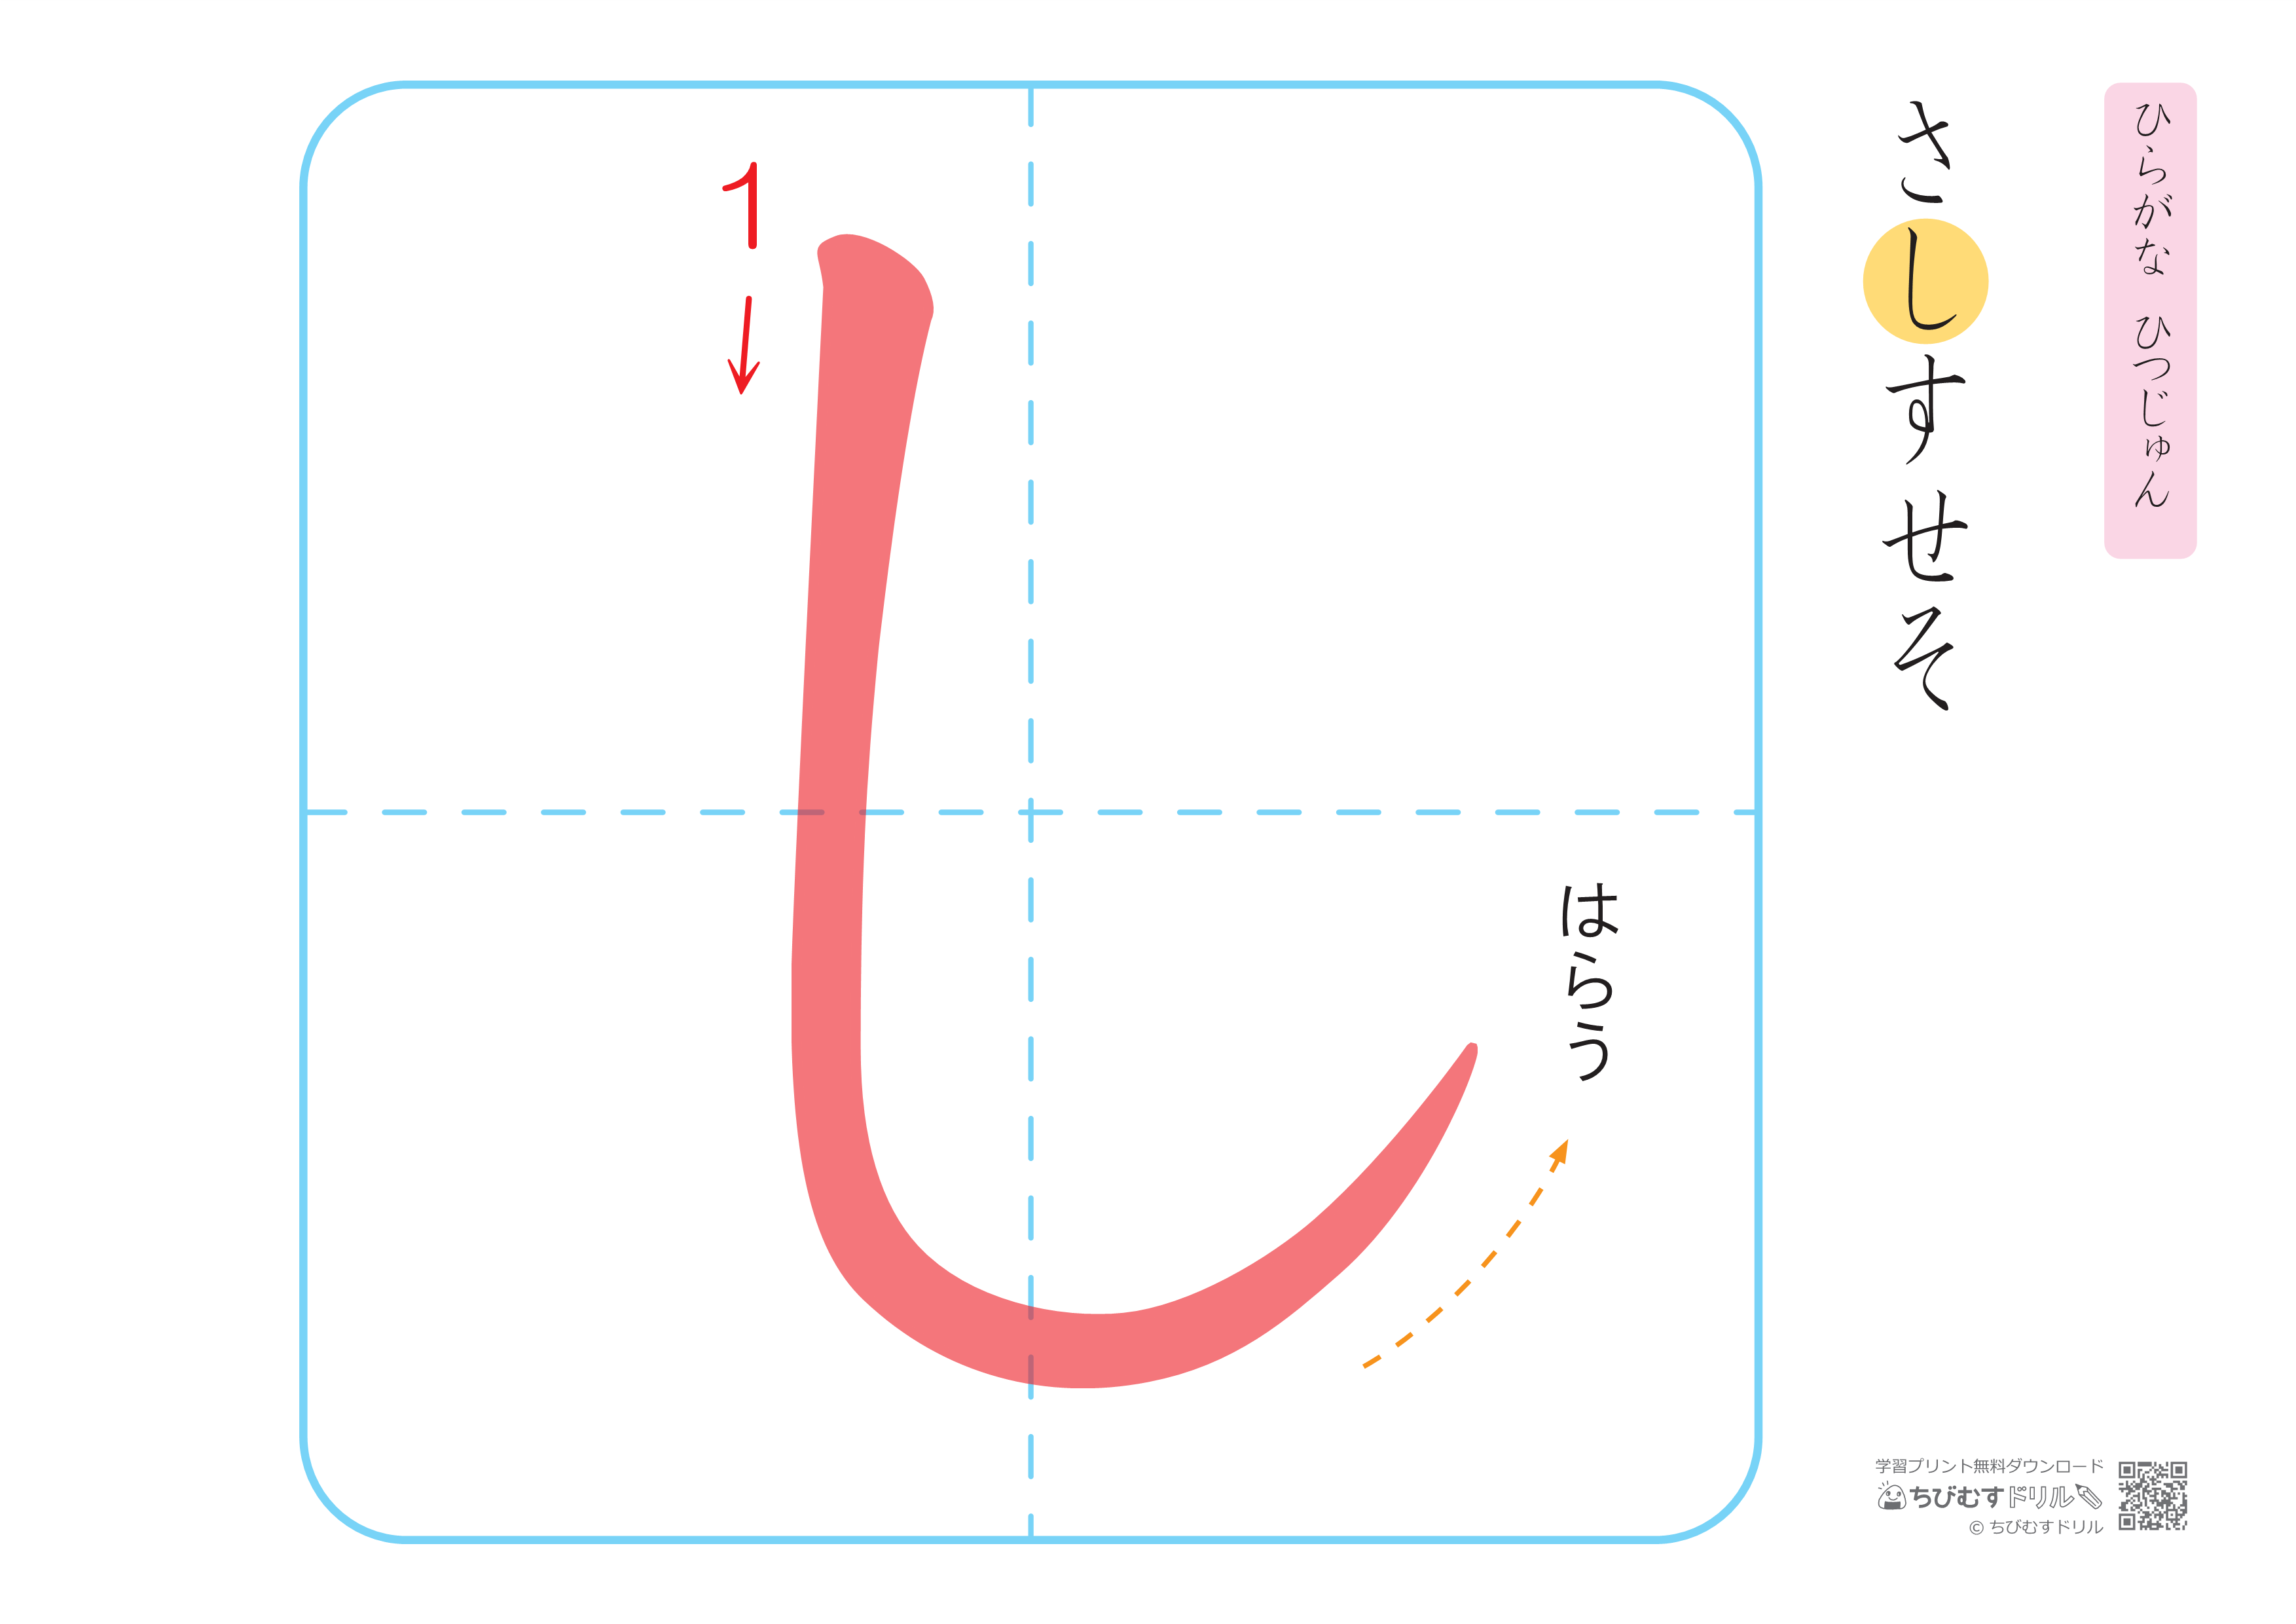 ひらがな ひつじゅん
さしすせそ
1
し
はらう
学習プリント無料ダウンロード
ちびむすドリル
© ちびむすドリル